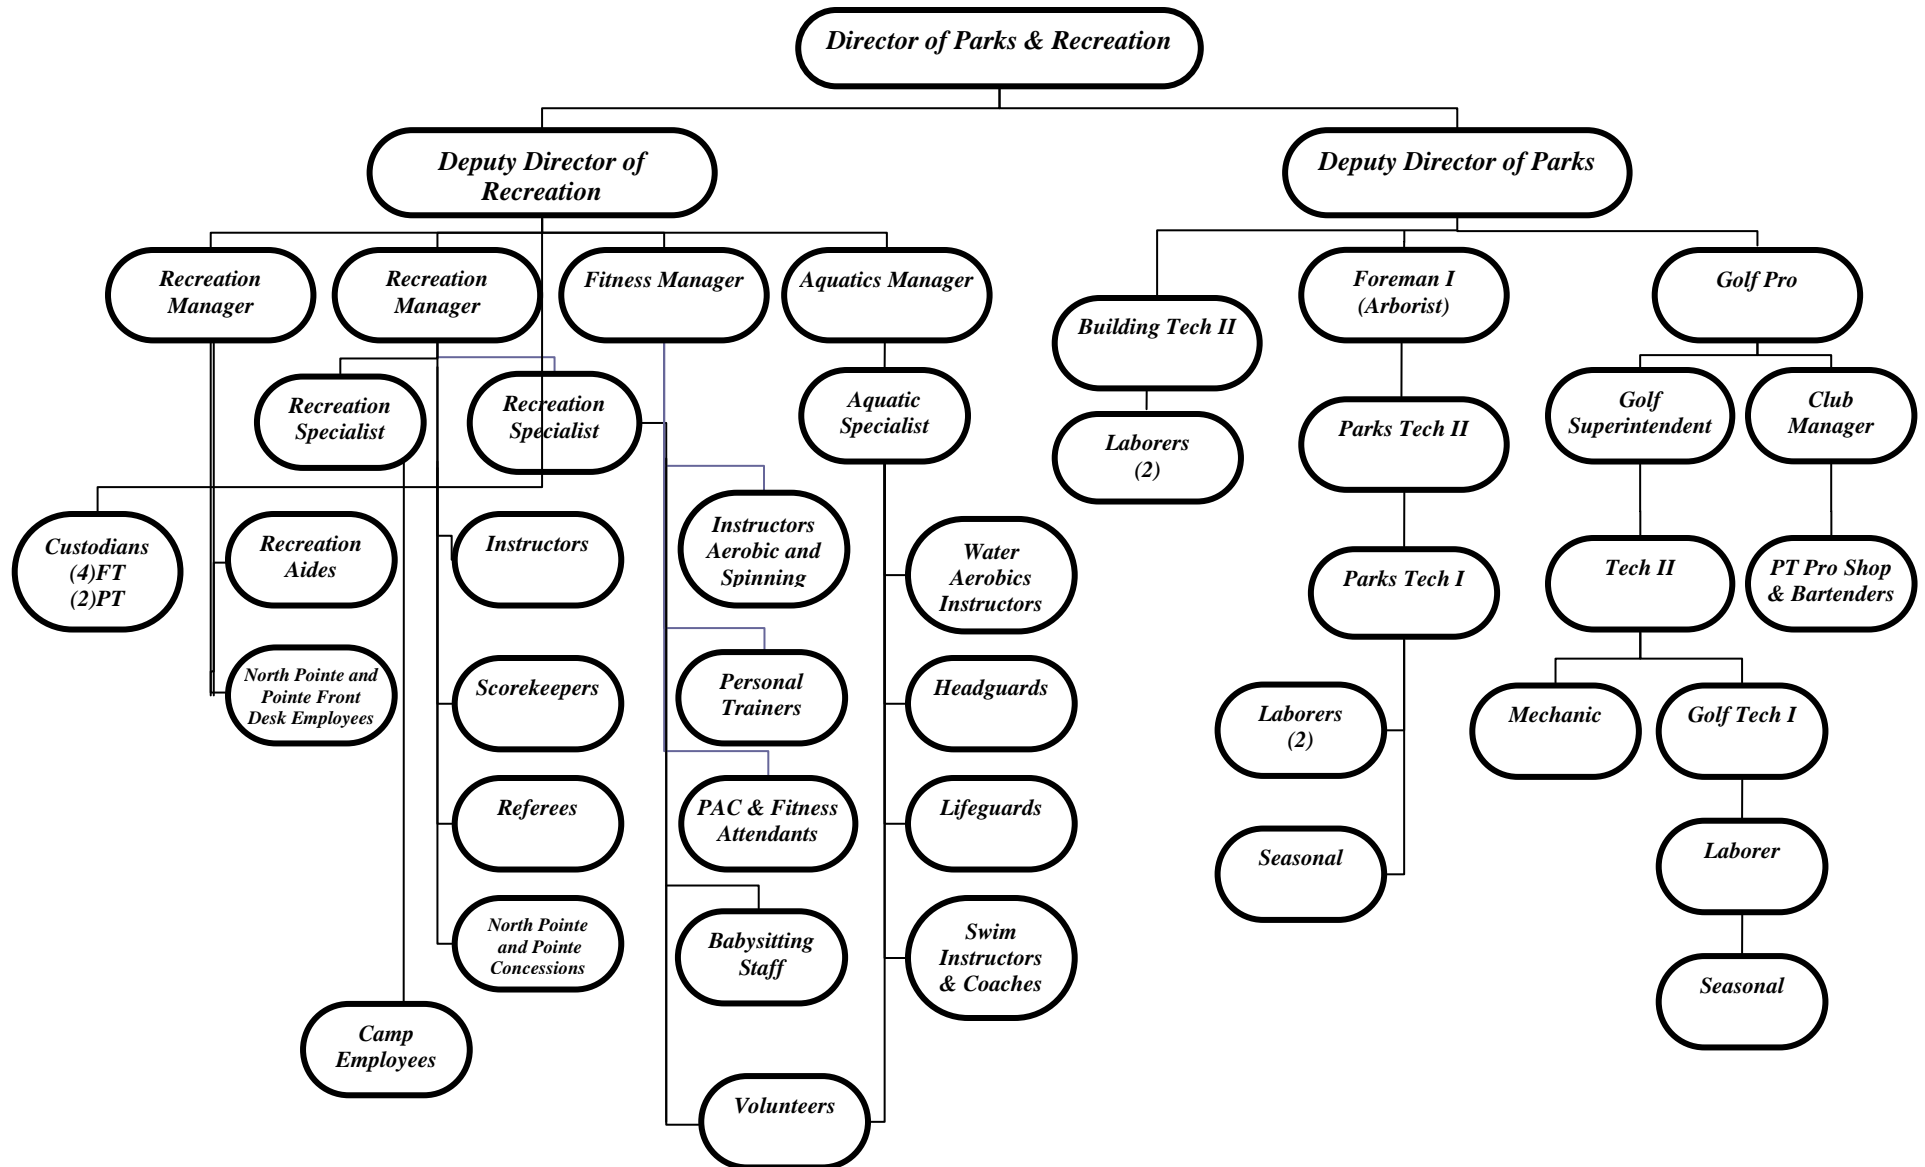 Director of Parks & Recreation
Deputy Director of
Recreation
Deputy Director of Parks
Recreation
Manager
Recreation
Manager
Fitness Manager
Aquatics Manager
Building Tech II
Foreman I
(Arborist)
Golf Pro
Recreation
Specialist
Recreation
Specialist
Aquatic
Specialist
Laborers
(2)
Parks Tech II
Golf
Superintendent
Club
Manager
Custodians
(4)FT
(2)PT
Recreation
Aides
Instructors
Instructors
Aerobic and
Spinning
Water
Aerobics
Instructors
Parks Tech I
Tech II
PT Pro Shop
& Bartenders
North Pointe and
Pointe Front
Desk Employees
Scorekeepers
Personal
Trainers
Headguards
Laborers
(2)
Mechanic
Golf Tech I
Referees
PAC & Fitness
Attendants
Lifeguards
Seasonal
Laborer
North Pointe
and Pointe
Concessions
Babysitting
Staff
Swim
Instructors
& Coaches
Seasonal
Camp
Employees
Volunteers